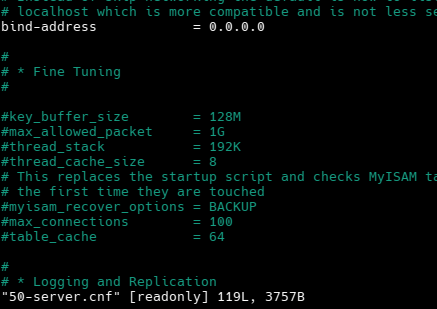 # localhost which is more compatible and is not less se
bind-address            = 0.0.0.0
#
# * Fine Tuning
#
#key_buffer_size        = 128M
#max_allowed_packet     = 1G
#thread_stack           = 192K
#thread_cache_size      = 8
# This replaces the startup script and checks MyISAM ta
# the first time they are touched
#myisam_recover_options = BACKUP
#max_connections        = 100
#table_cache            = 64
#
# * Logging and Replication
"50-server.cnf" [readonly] 119L, 3757B